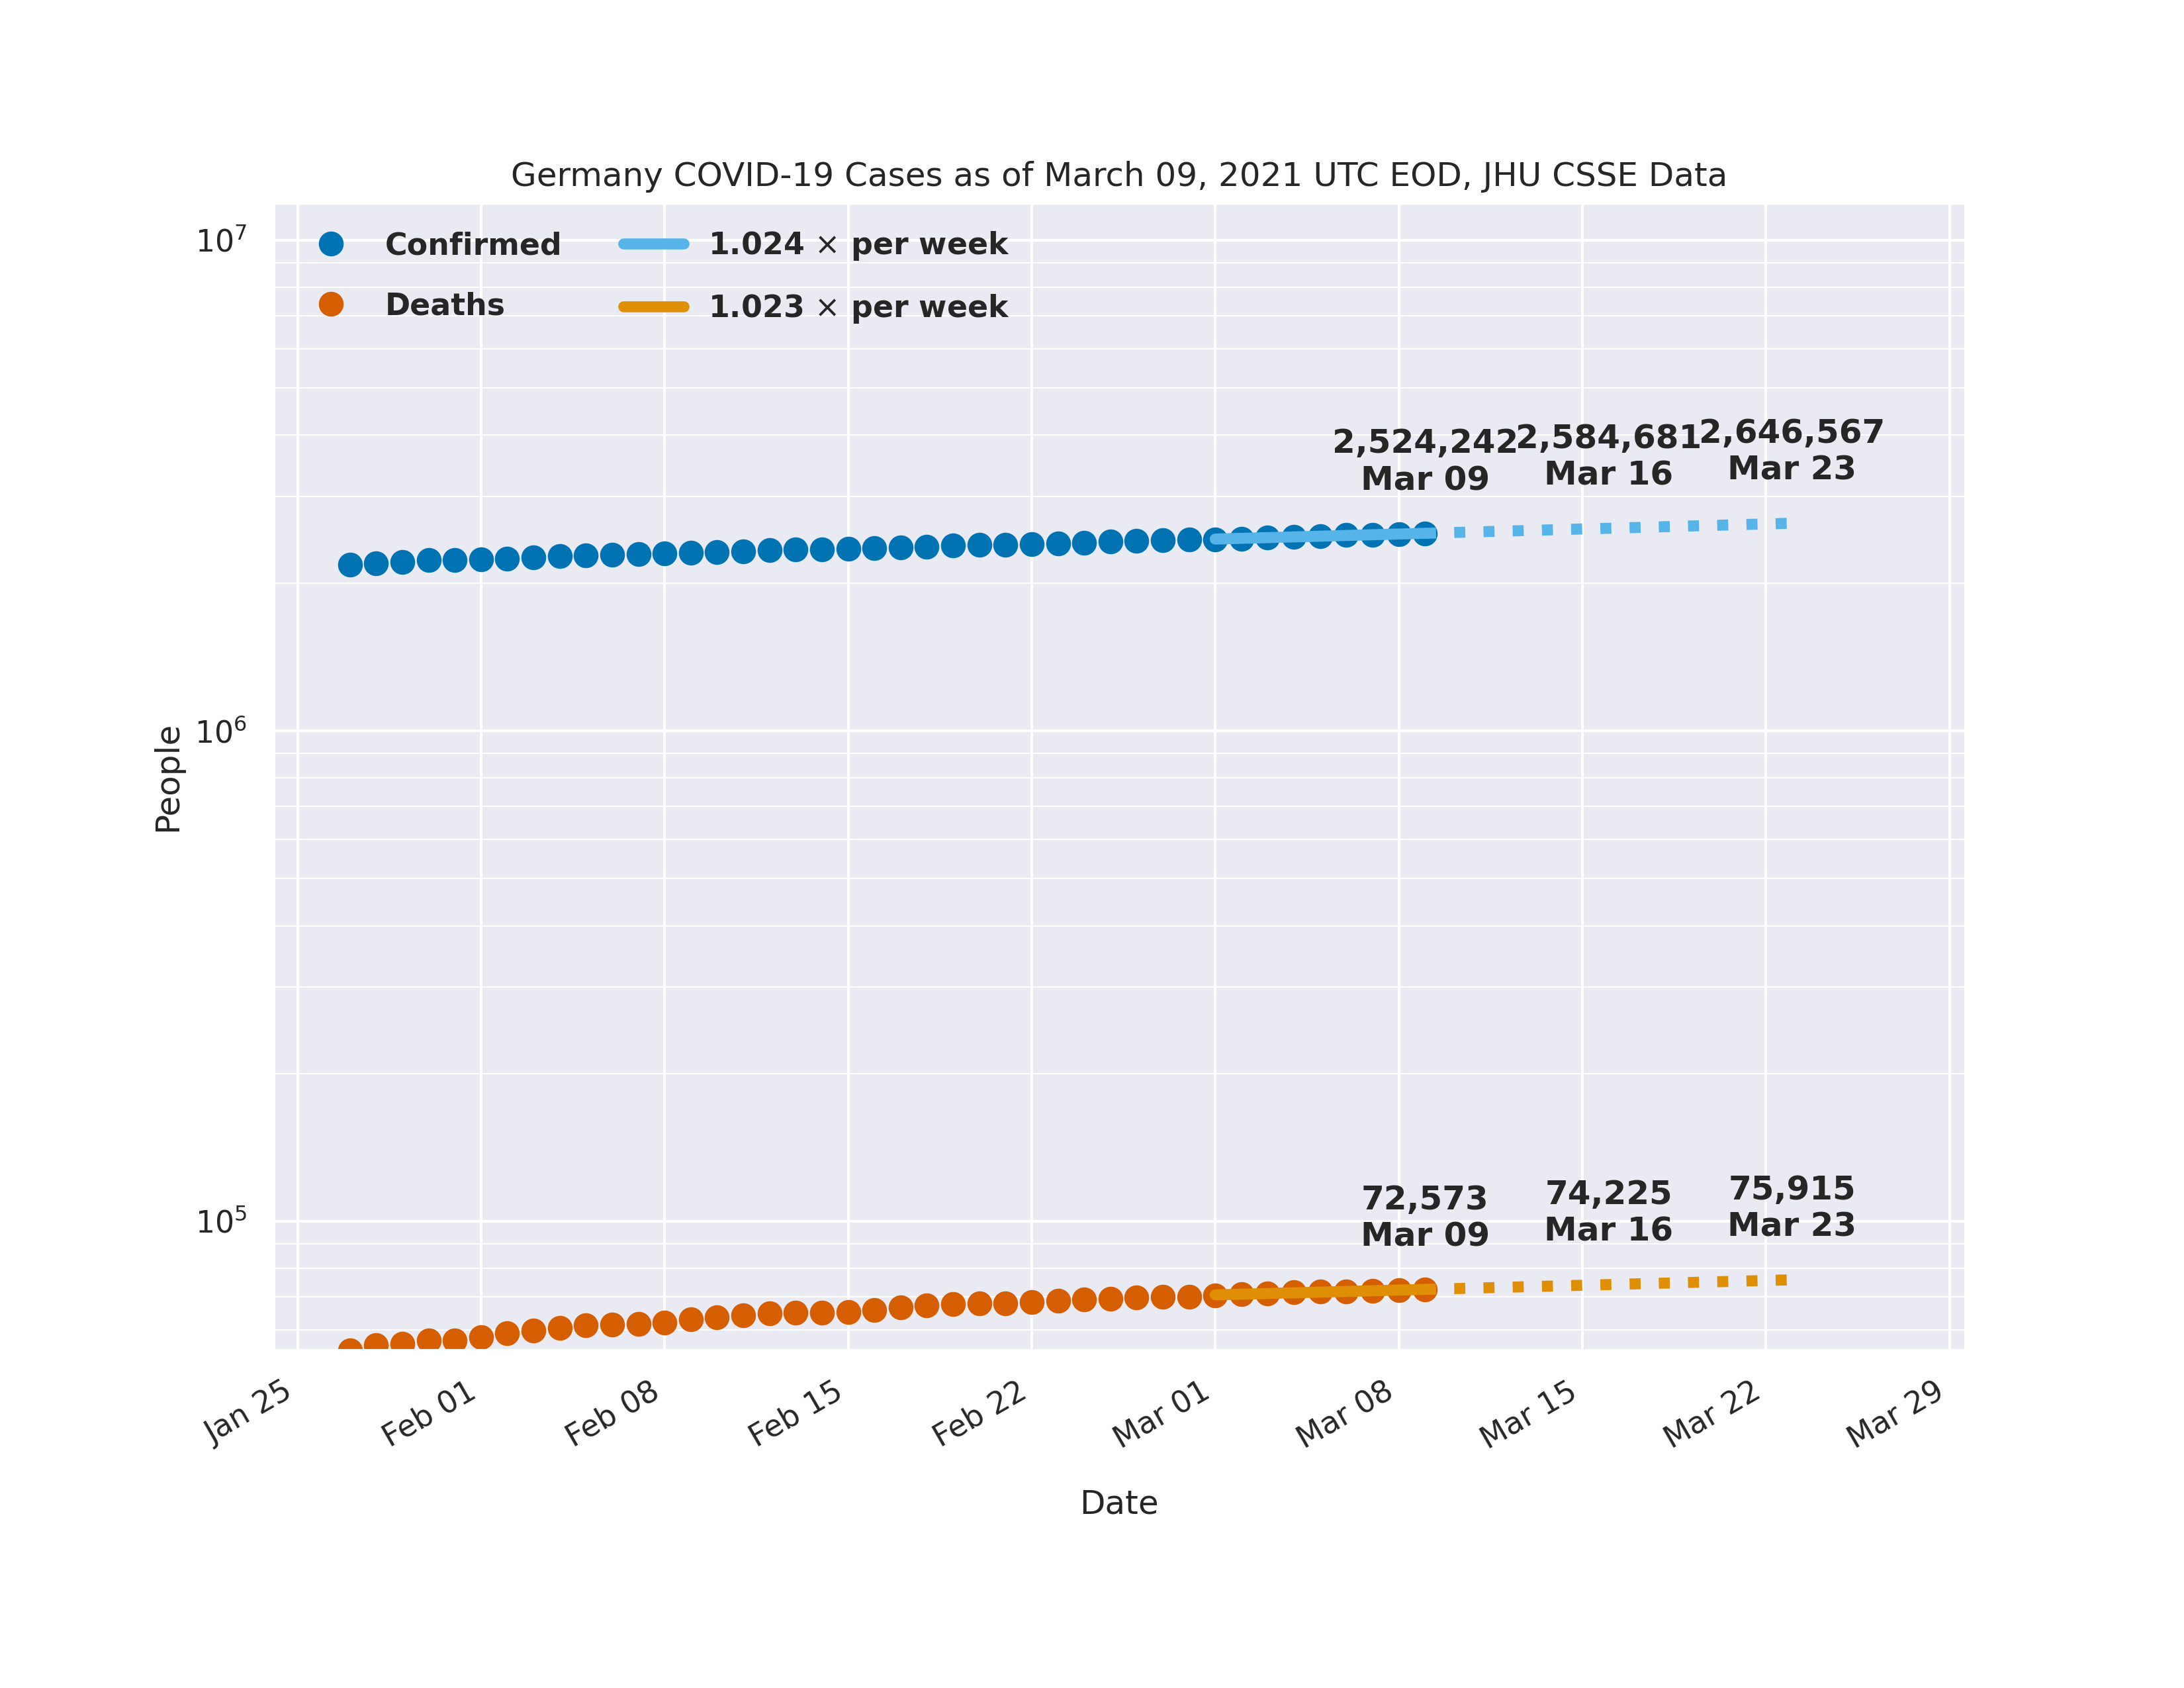 Germany COVID-19 Cases as of March 09, 2021 UTC EOD, JHU CSSE Data
10⁷
Confirmed
1.024 × per week
Deaths
1.023 × per week
2,524,242
Mar 09
2,584,681
Mar 16
2,646,567
Mar 23
10⁶
People
72,573
Mar 09
74,225
Mar 16
75,915
Mar 23
10⁵
Jan 25
Feb 01
Feb 08
Feb 15
Feb 22
Mar 01
Mar 08
Mar 15
Mar 22
Mar 29
Date